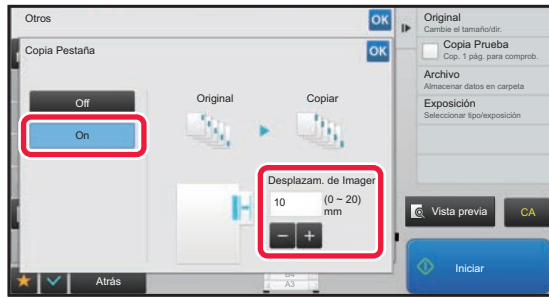 Otros
OK
Copia Pestaña
OK
Off
On
Original
Copiar
Desplazam. de Imager
10
(0 ~ 20)
mm
Atrás
A3
Original
Cambie el tamaño/dir.
Copia Prueba
Cop. 1 pág. para comprob.
Archivo
Almacenar datos en carpeta
Exposición
Seleccionar tipo/exposición
Vista previa
CA
Iniciar